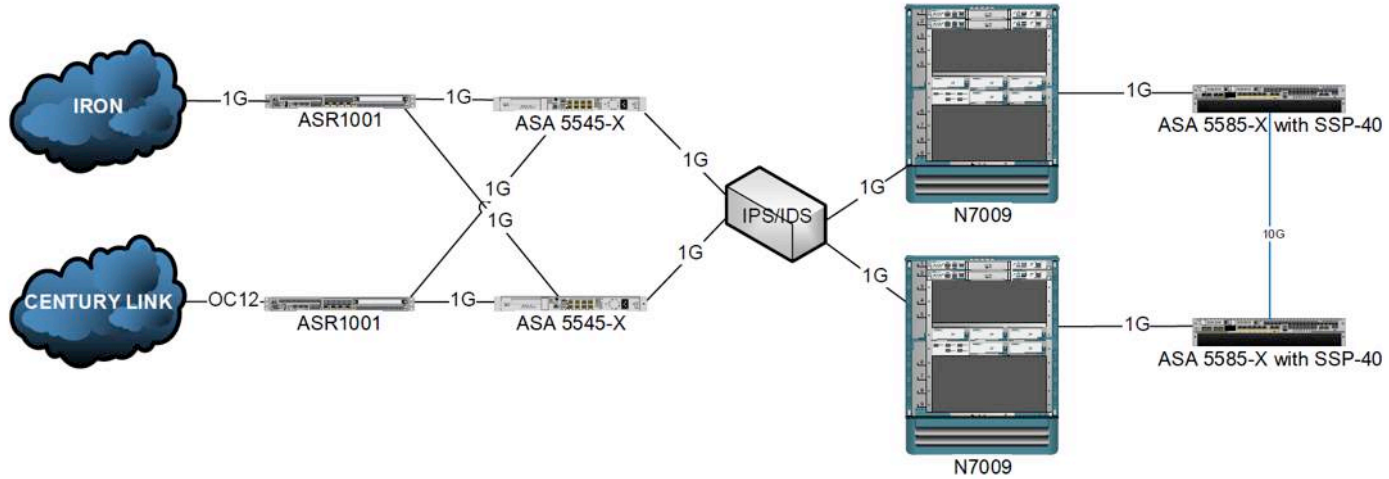 IRON
1G
ASR1001
1G
ASA 5545-X
1G
1G
1G
CENTURY LINK
OC12
ASR1001
1G
ASA 5545-X
1G
IPS/IDS
1G
1G
N7009
1G
ASA 5585-X with SSP-40
10G
N7009
1G
ASA 5585-X with SSP-40